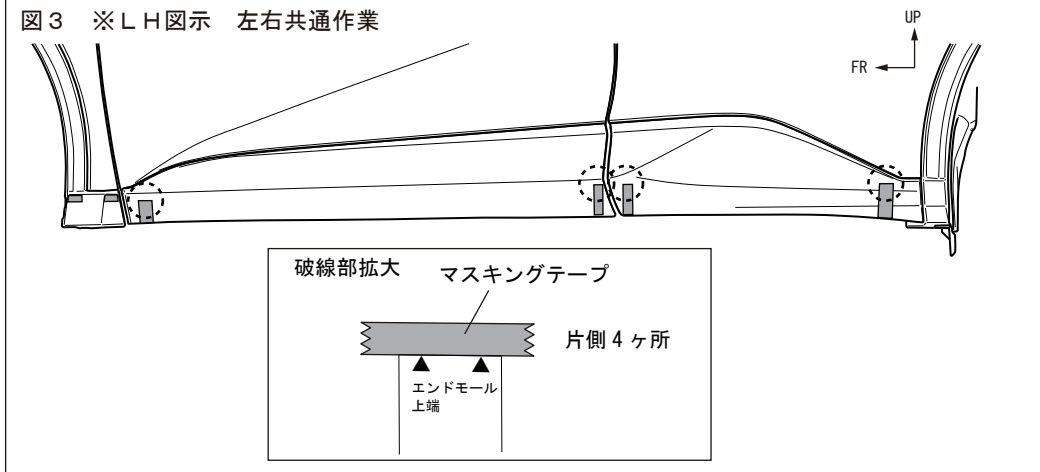 図３　※ＬＨ図示　左右共通作業
UP
FR
破線部拡大
マスキングテープ
片側４ヶ所
エンドモール
上端